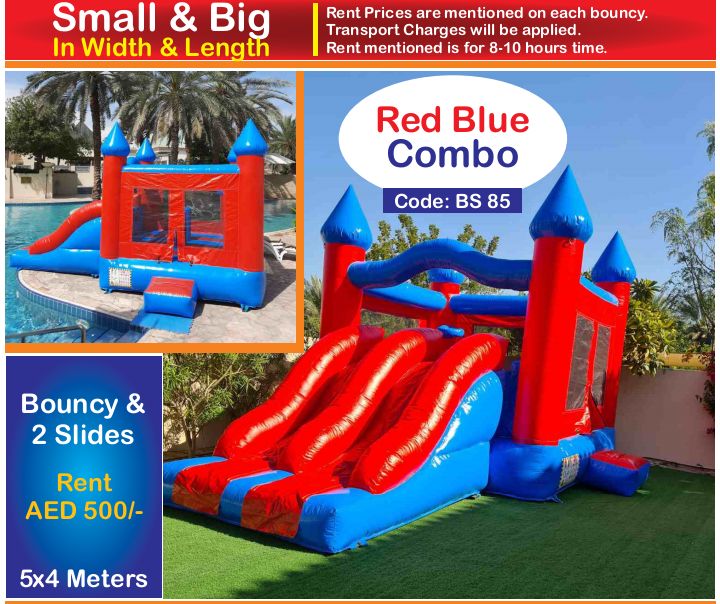 Small & Big
In Width & Length
Rent Prices are mentioned on each bouncy.
Transport Charges will be applied.
Rent mentioned is for 8-10 hours time.
Red Blue
Combo
Code: BS 85
Bouncy &
2 Slides
Rent
AED 500/-
5x4 Meters